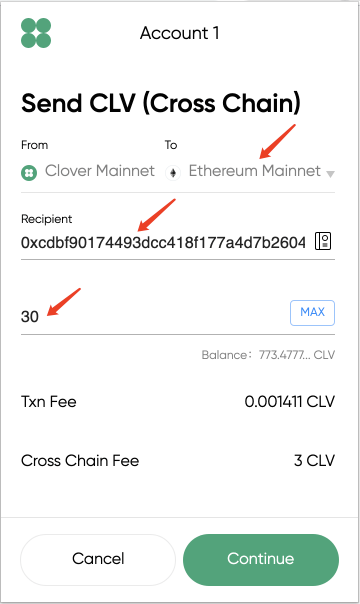 Account 1
Send CLV (Cross Chain)
From To
Clover Mainnet Ethereum Mainnet
Recipient
0xcdbf90174493dcc418f177a4d7b2604
30 MAX
Balance: 773.4777... CLV
Txn Fee 0.001411 CLV
Cross Chain Fee 3 CLV
Cancel Continue